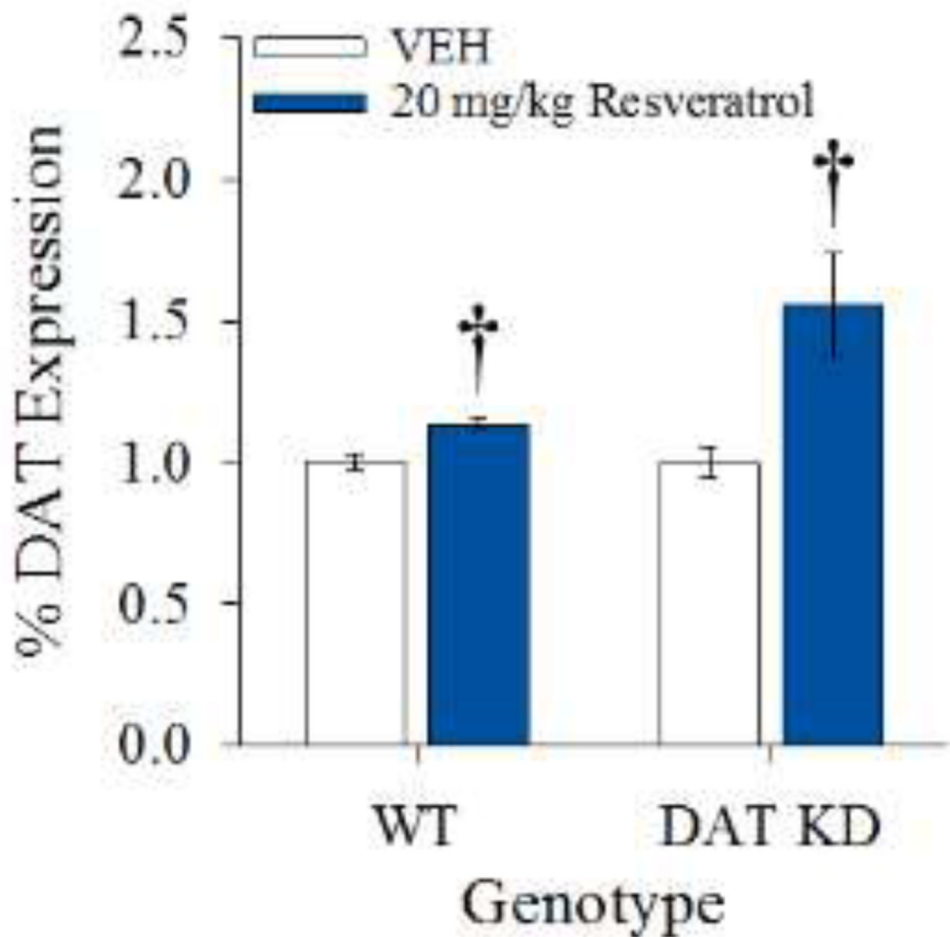 VEH
20 mg/kg Resveratrol
% DAT Expression
2.5
2.0
1.5
1.0
0.5
0.0
†
†
WT
DAT KD
Genotype